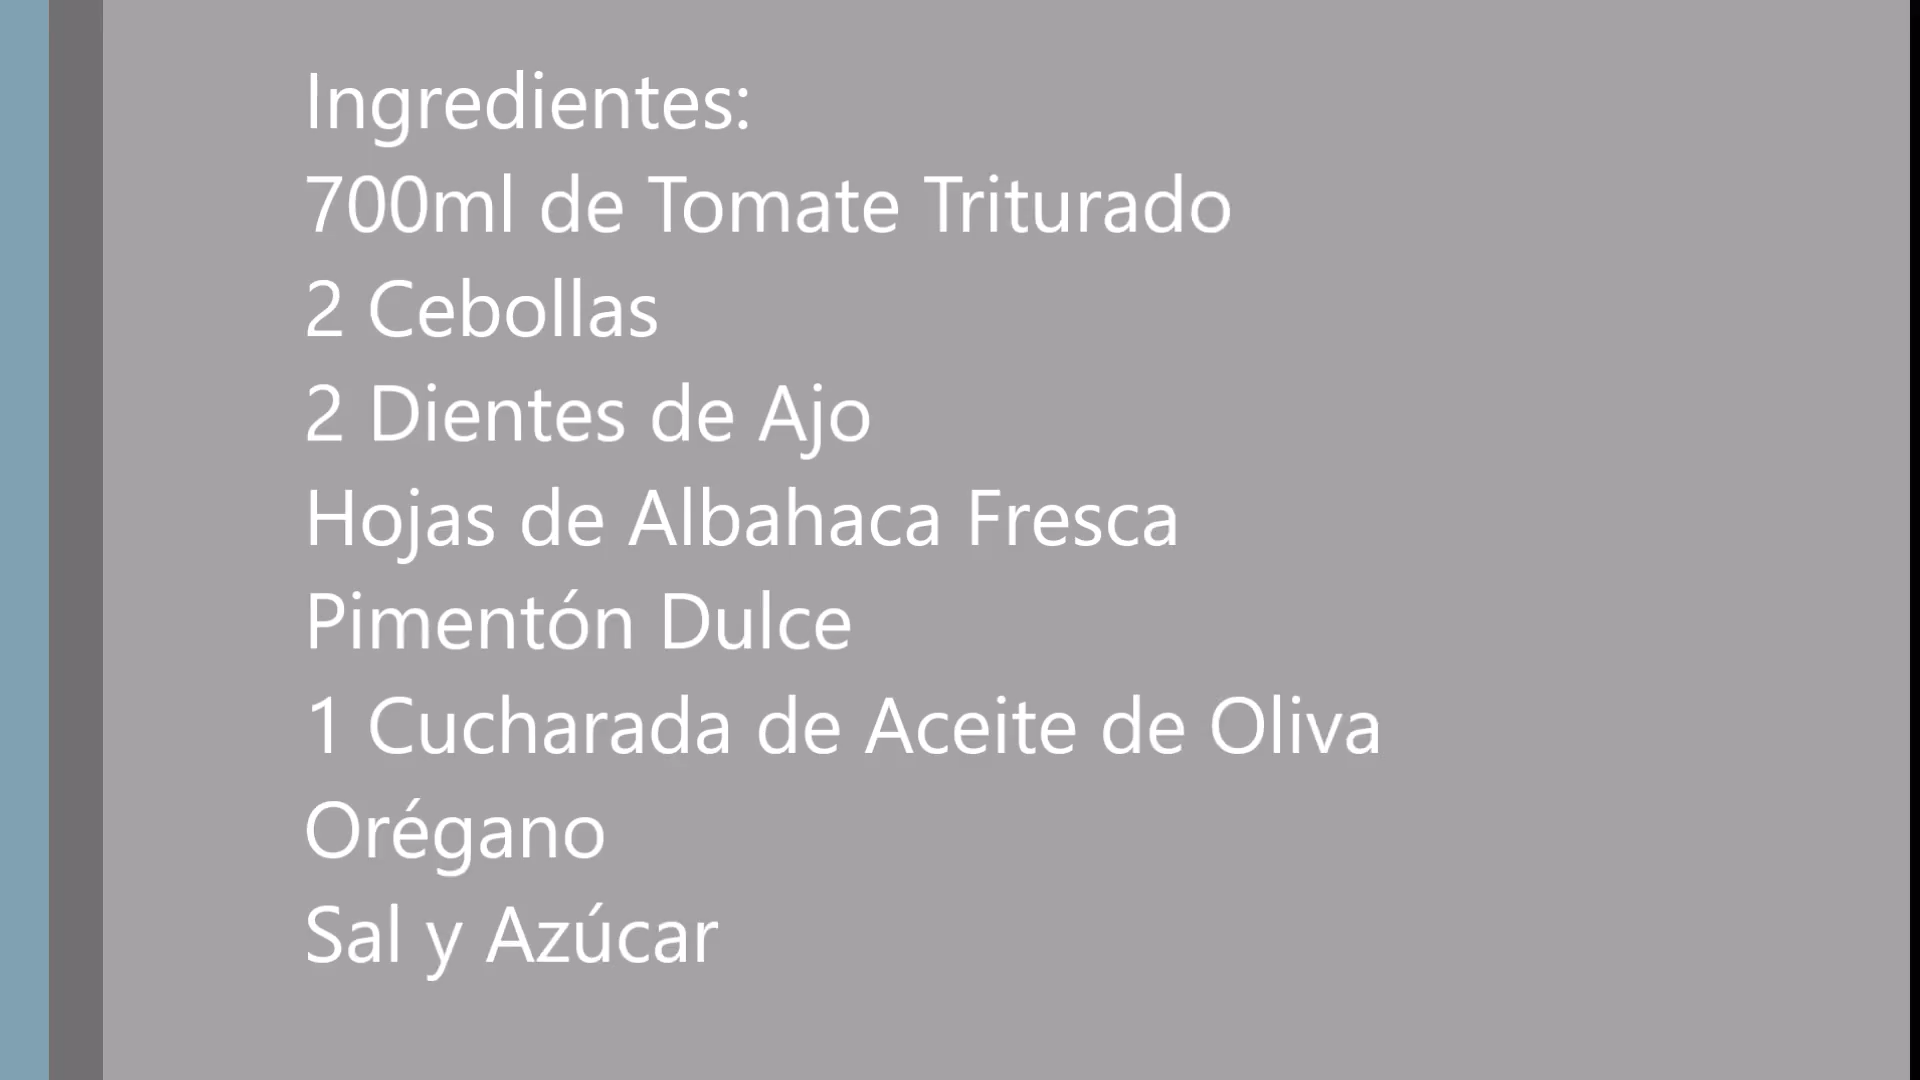 Ingredientes:
700ml de Tomate Triturado
2 Cebollas
2 Dientes de Ajo
Hojas de Albahaca Fresca
Pimentón Dulce
1 Cucharada de Aceite de Oliva
Orégano
Sal y Azúcar